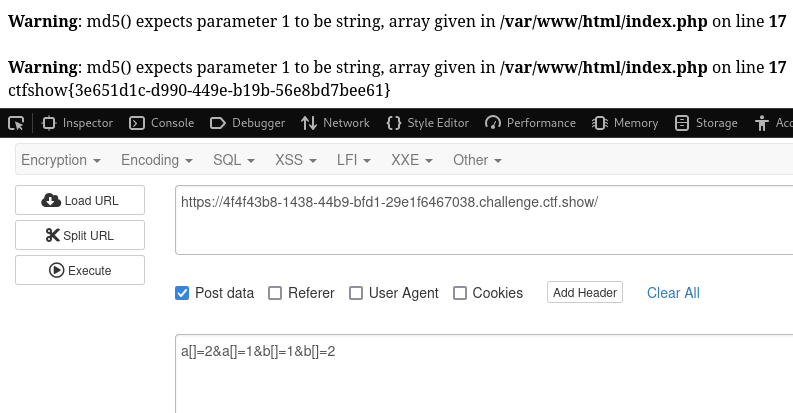 Warning: md5() expects parameter 1 to be string, array given in /var/www/html/index.php on line 17
Warning: md5() expects parameter 1 to be string, array given in /var/www/html/index.php on line 17
ctfshow{3e651d1c-d990-449e-b19b-56e8bd7bee61}
Inspector Console Debugger Network Style Editor Performance Memory Storage Acc
Encryption Encoding SQL XSS LFI XXE Other
Load URL
https://4f4f43b8-1438-44b9-bfd1-29e1f6467038.challenge.ctf.show/
Split URL
Execute
Post data Referer User Agent Cookies Add Header Clear All
a[]=2&a[]=1&b[]=1&b[]=2